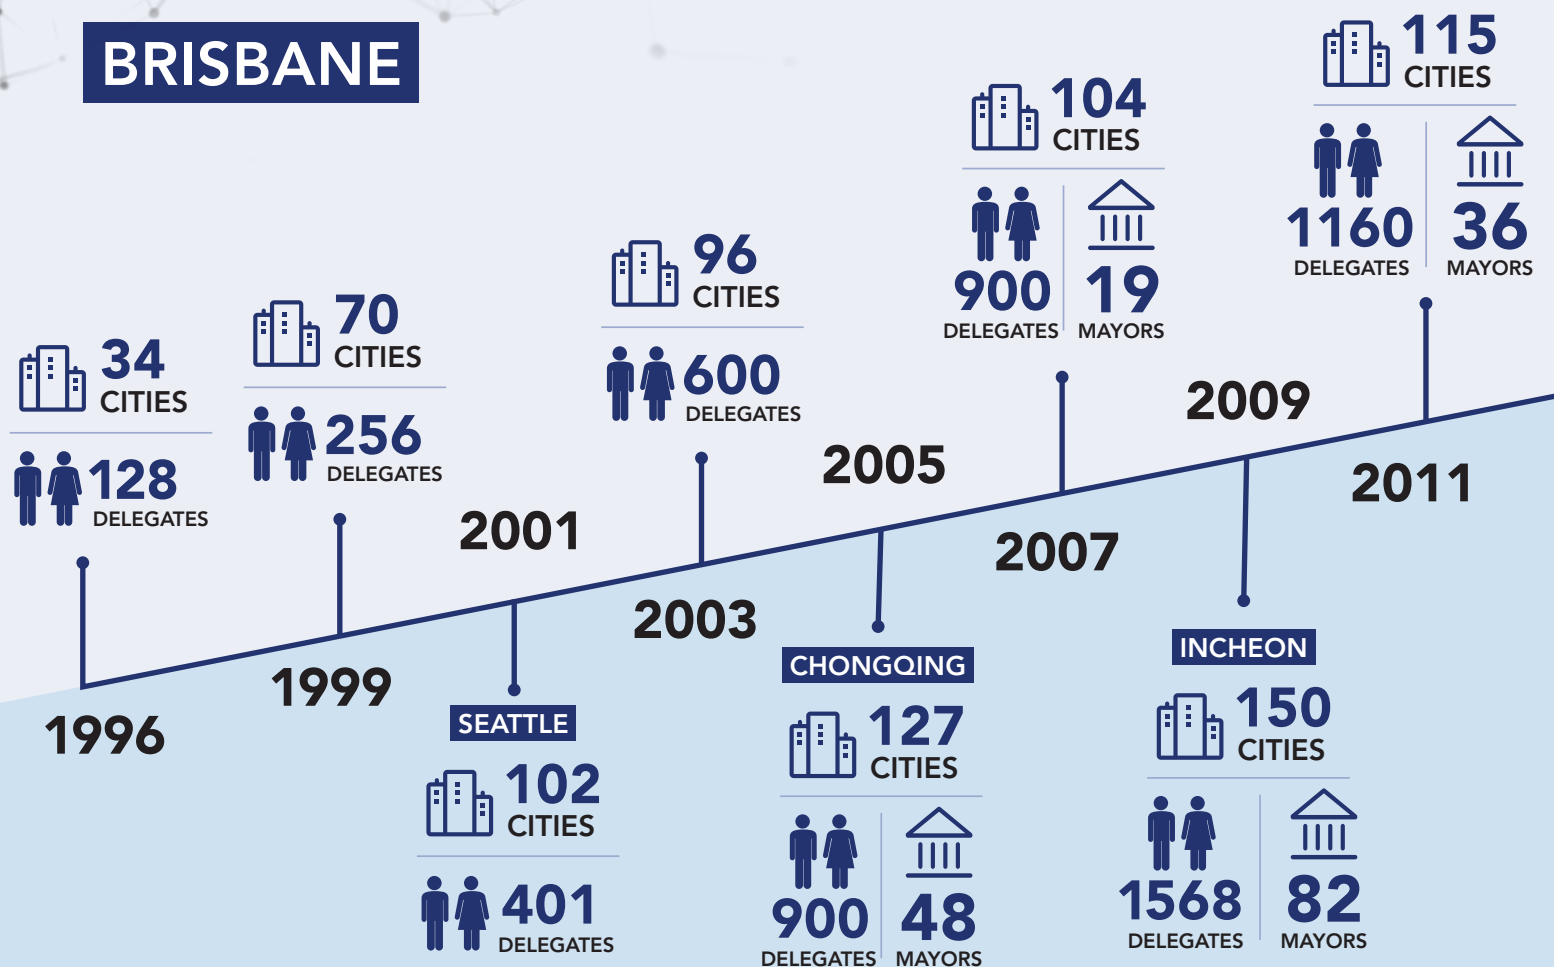 BRISBANE
34
CITIES
128
DELEGATES
1996
70
CITIES
256
DELEGATES
1999
2001
SEATTLE
102
CITIES
401
DELEGATES
96
CITIES
600
DELEGATES
2003
2005
CHONGQING
127
CITIES
900
DELEGATES
48
MAYORS
104
CITIES
900
DELEGATES
19
MAYORS
2007
2009
INCHEON
150
CITIES
1568
DELEGATES
82
MAYORS
115
CITIES
1160
DELEGATES
36
MAYORS
2011